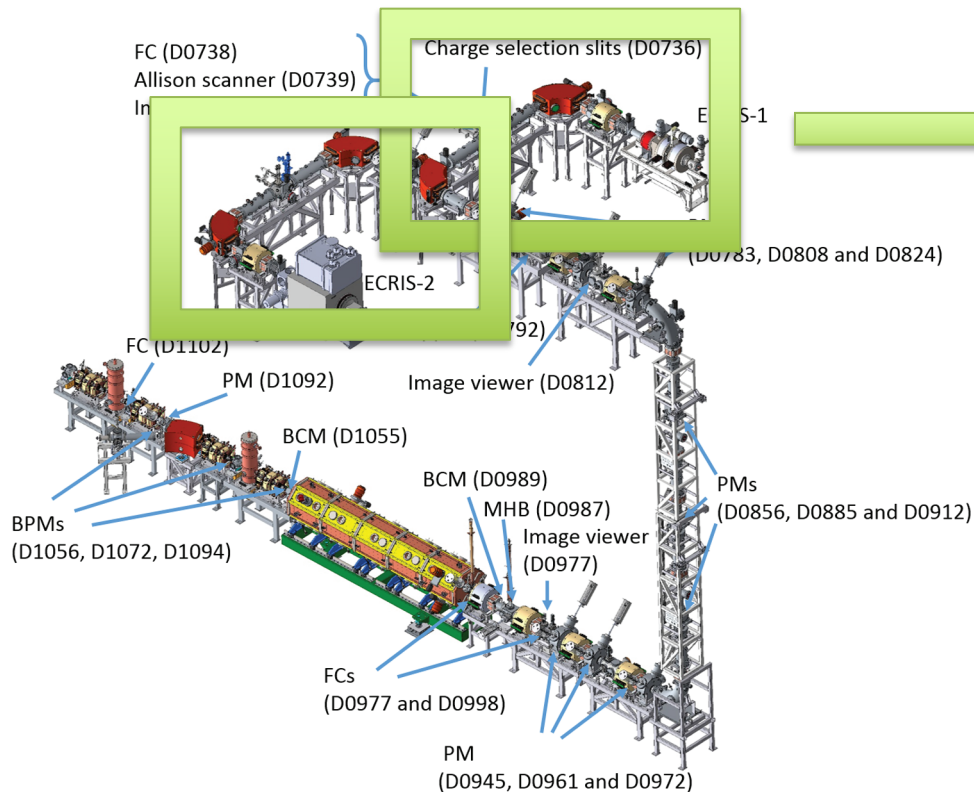 FC (D0738)
Allison scanner (D0739)
Charge selection slits (D0736)
(D0783, D0808 and D0824)
ECRIS-2
FC (D1102)
PM (D1092)
Image viewer (D0812)
BCM (D1055)
BCM (D0989)
MHB (D0987)
Image viewer
(D0977)
PMs
(D0856, D0885 and D0912)
BPMs
(D1056, D1072, D1094)
FCs
(D0977 and D0998)
PM
(D0945, D0961 and D0972)